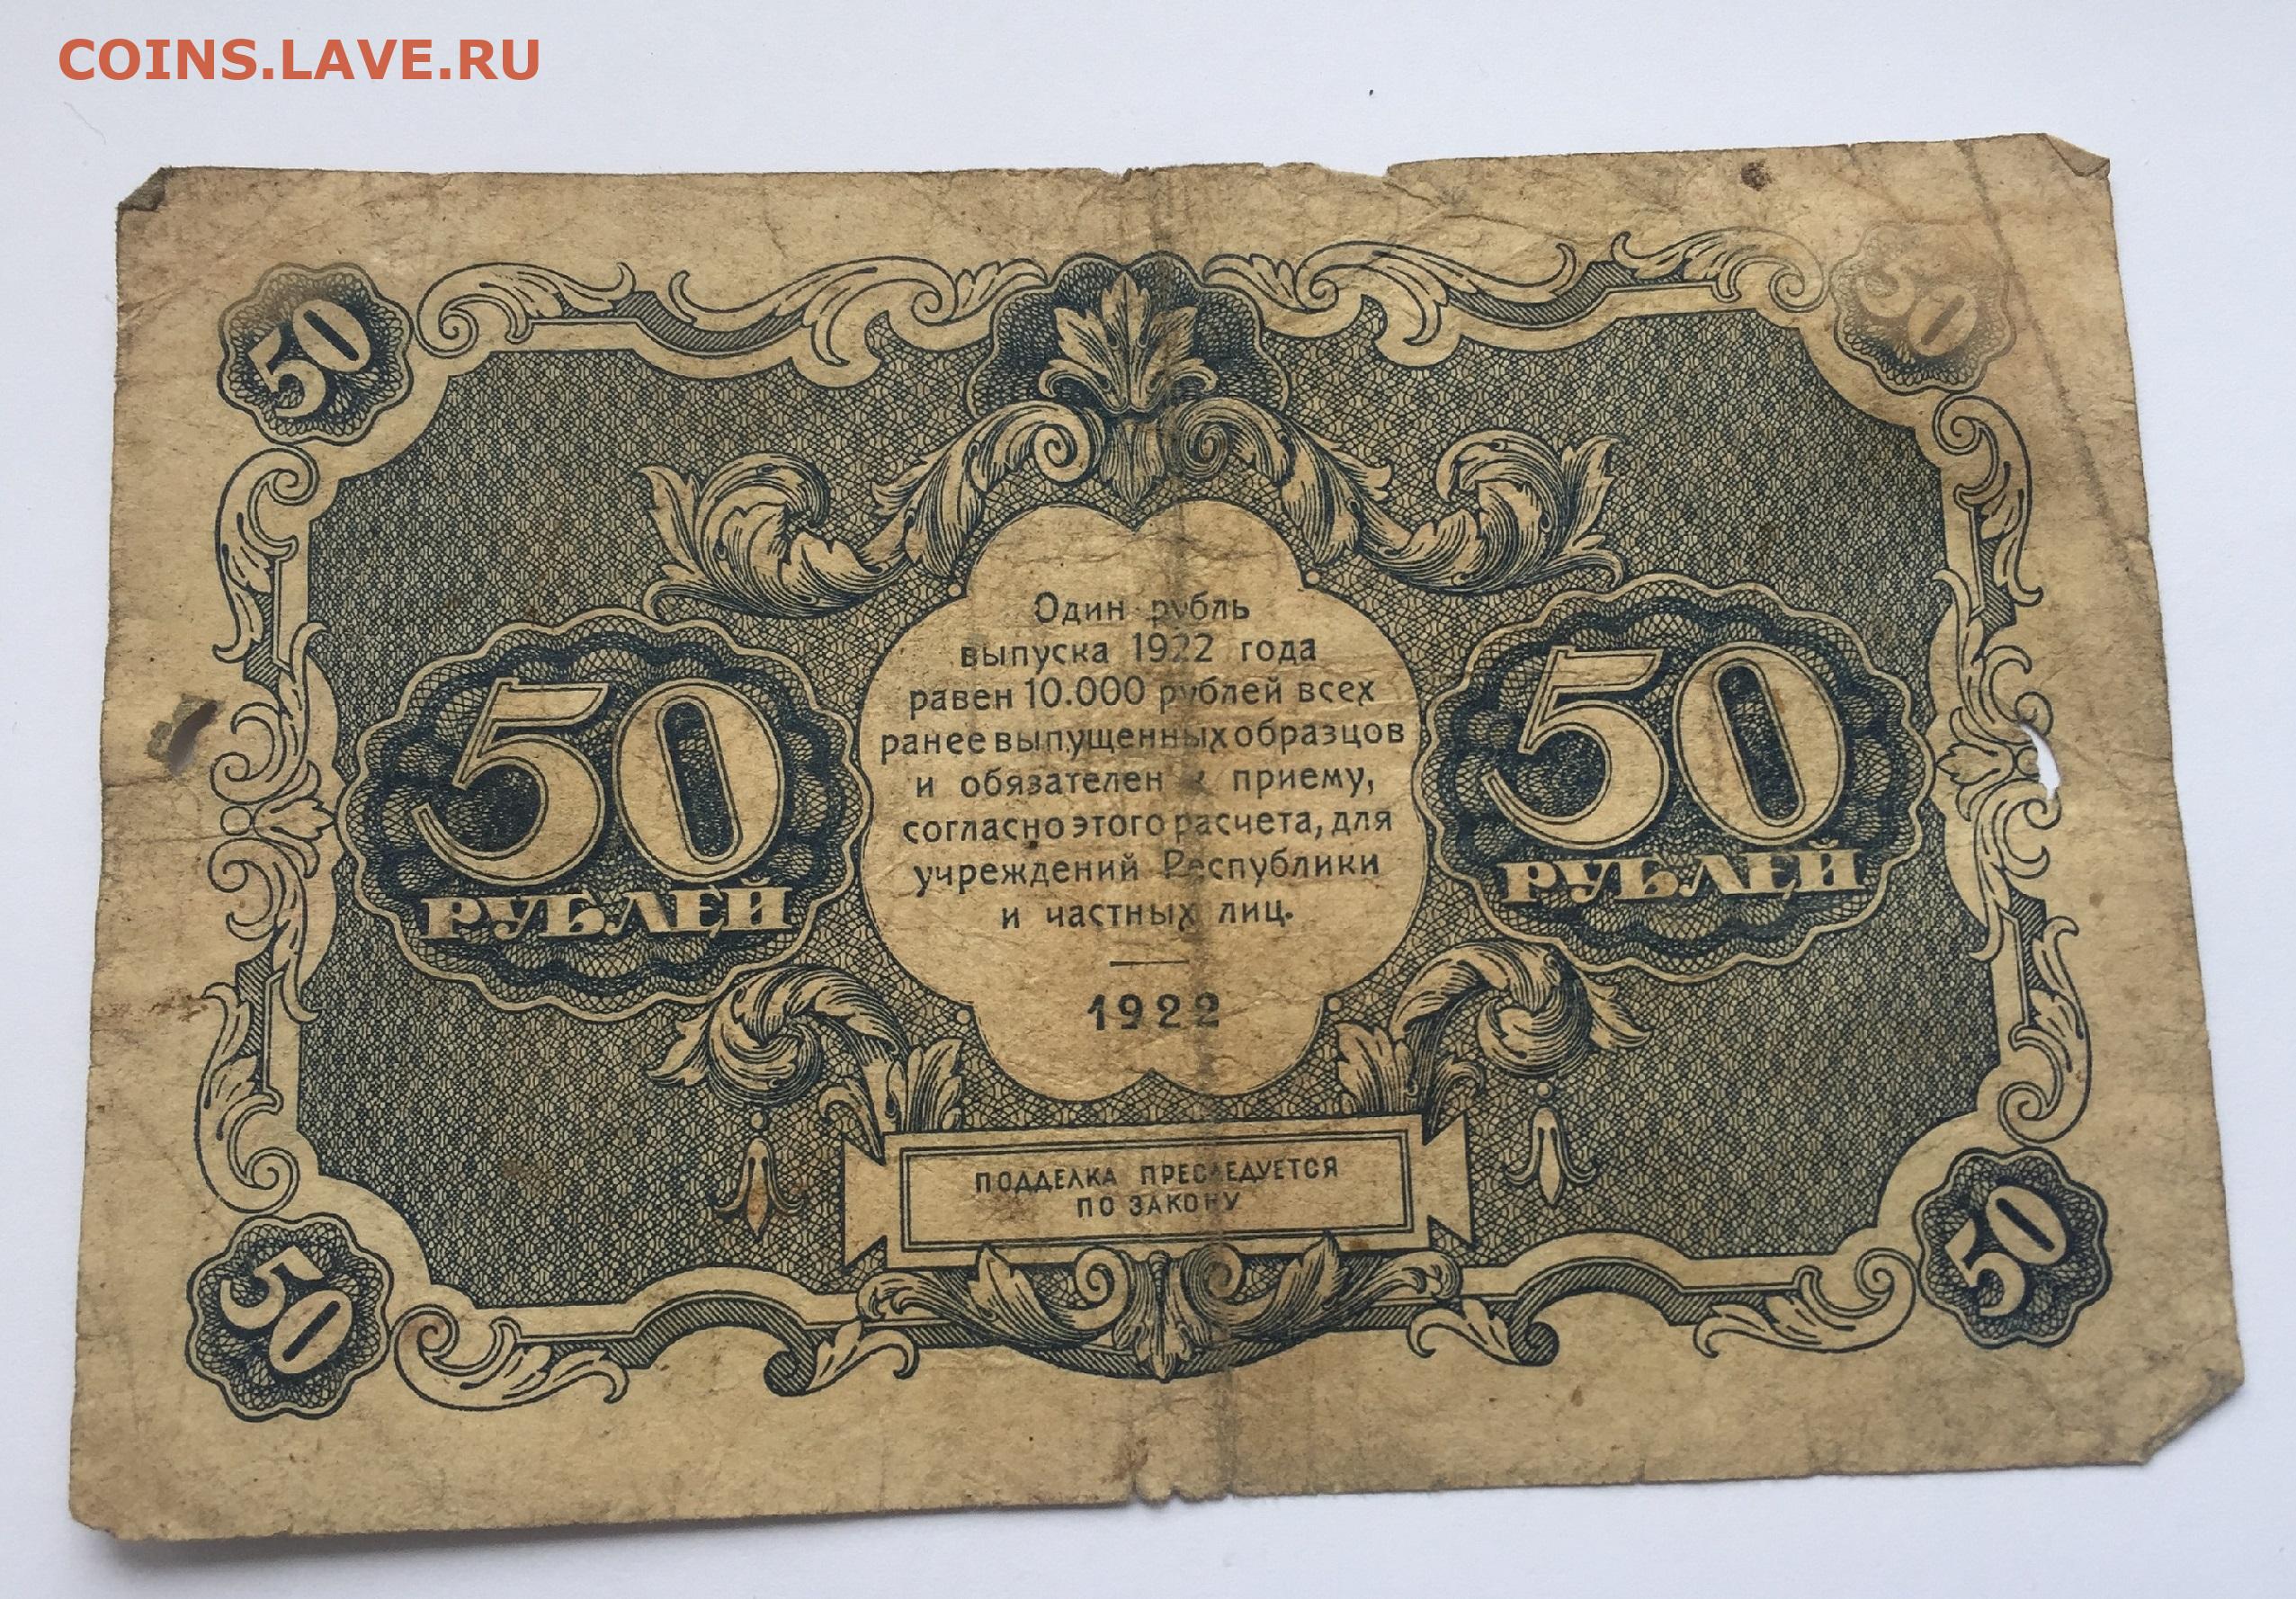 COINS.LAVE.RU
50
50
Один рубль
выпуска 1922 года
равен 10.000 рублей всех
ранее выпущенных образцов
и обязателен к приему,
согласно этого расчета, для
учреждений Республики
и частных лиц.
1922
50
РУБЛЕЙ
50
РУБЛЕЙ
ПОДДЕЛКА ПРЕСЛЕДУЕТСЯ
ПО ЗАКОНУ
50
50